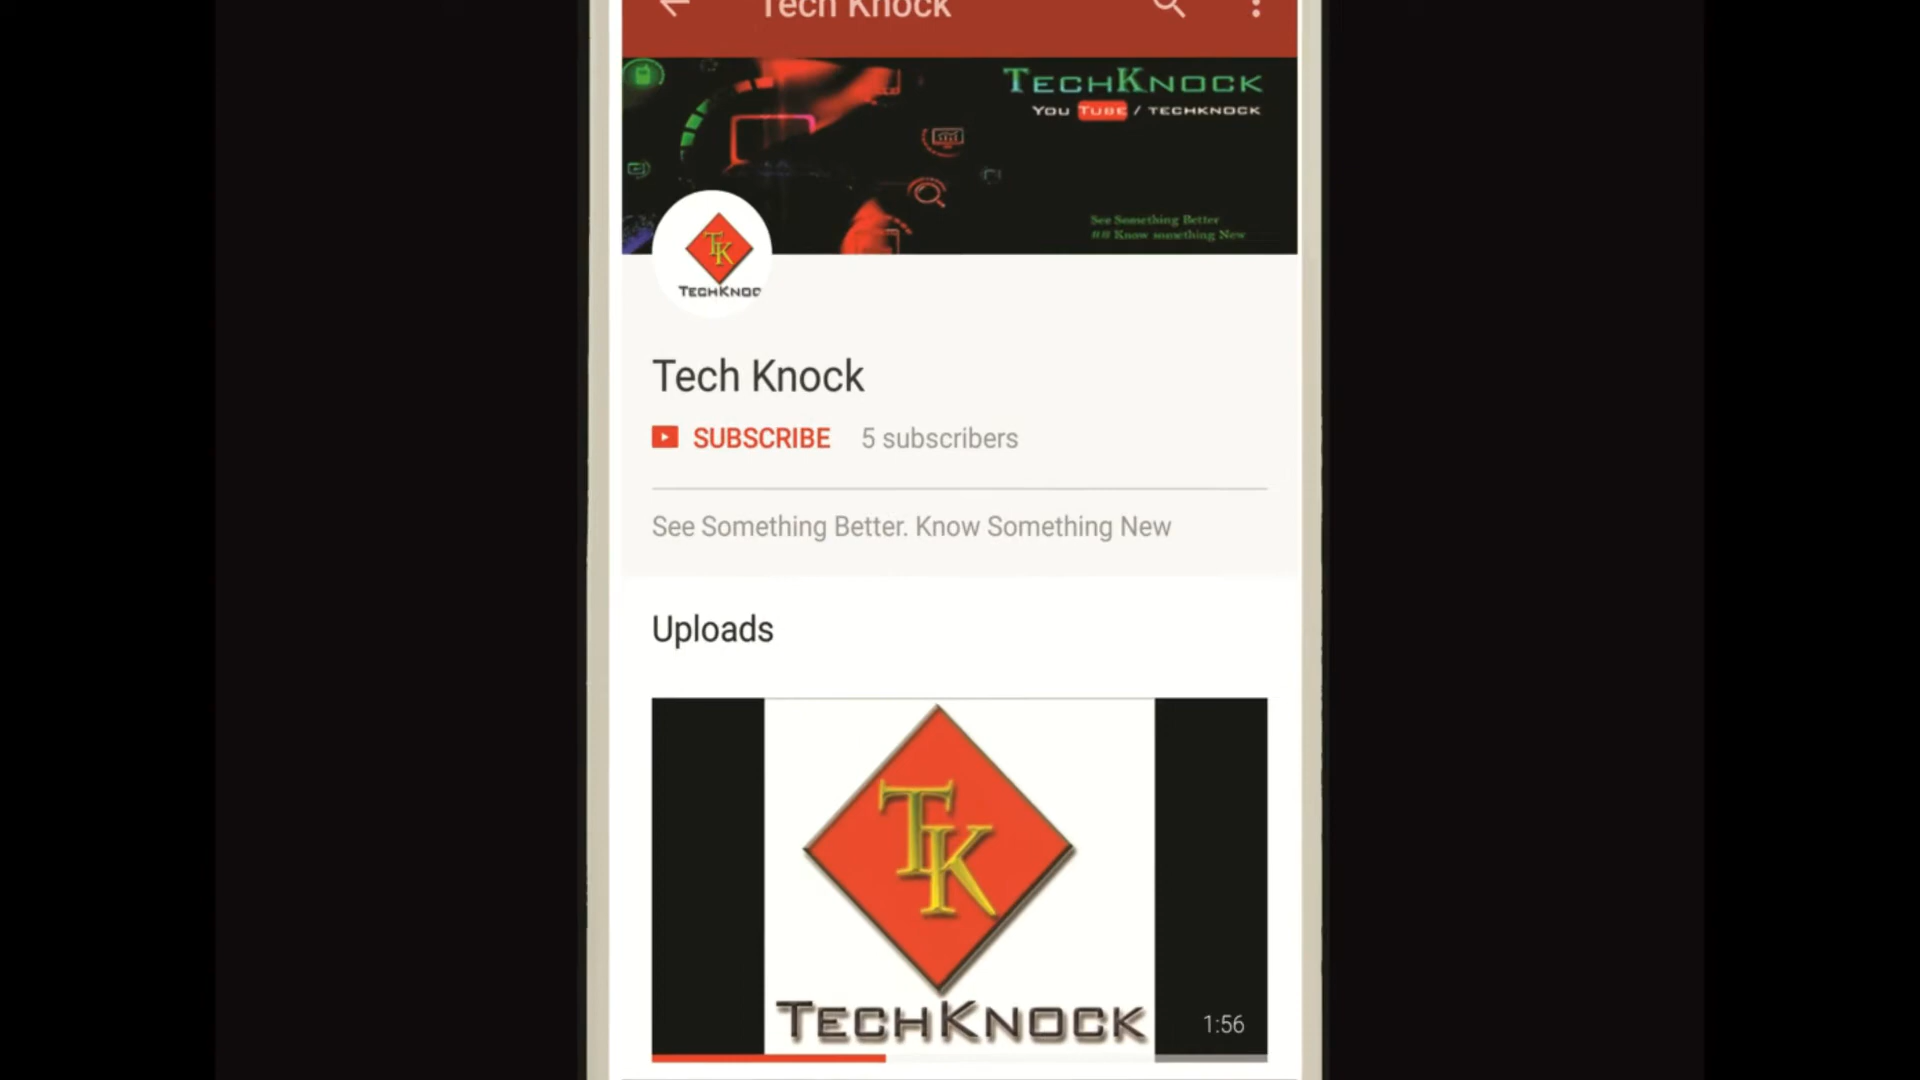 Tech Knock
TECHKNOCK
YOU TUBE / TECHKNOCK
See Something Better
## Know something New
TK
TECHKNOC
Tech Knock
SUBSCRIBE 5 subscribers
See Something Better. Know Something New
Uploads
TK
TECHKNOCK
1:56